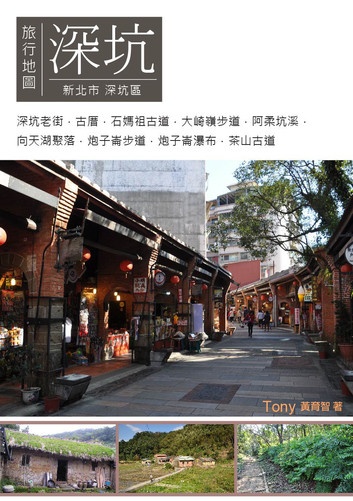 旅行地圖
深坑
新北市 深坑區
深坑老街．古厝．石媽祖古道．大崎嶺步道．阿柔坑溪．
向天湖聚落．炮子崙步道．炮子崙瀑布．茶山古道
Tony 黃育智 著